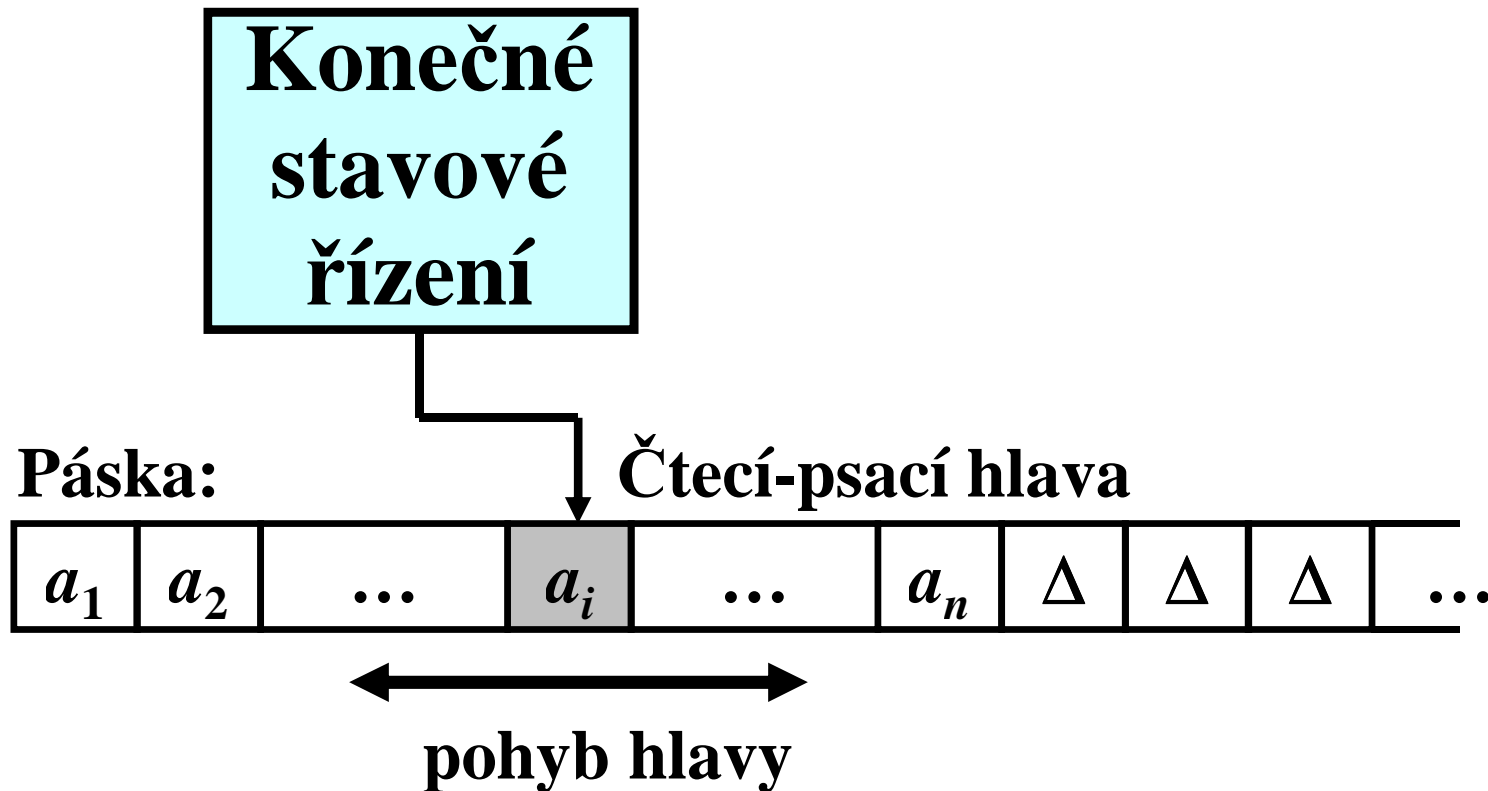 Konečné
stavové
řízení
Páska: Čtecí-psací hlava
a1 a2 ... ai ... an Δ Δ Δ ...
pohyb hlavy